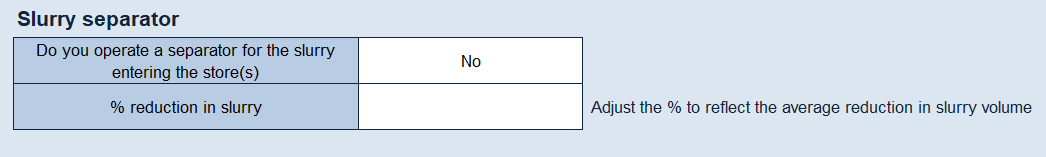 Slurry separator
Do you operate a separator for the slurry
entering the store(s)
No
% reduction in slurry
Adjust the % to reflect the average reduction in slurry volume